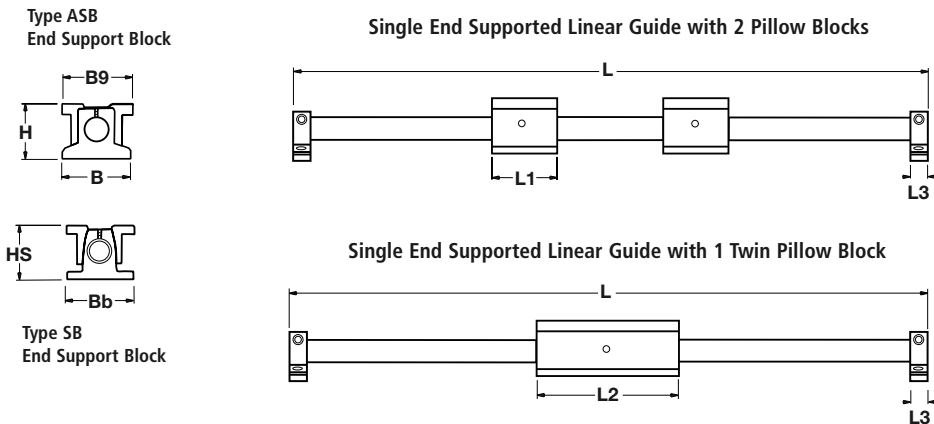 Type ASB
End Support Block
B9
H
B
HS
Bb
Type SB
End Support Block
Single End Supported Linear Guide with 2 Pillow Blocks
L
L1
L3
Single End Supported Linear Guide with 1 Twin Pillow Block
L
L2
L3